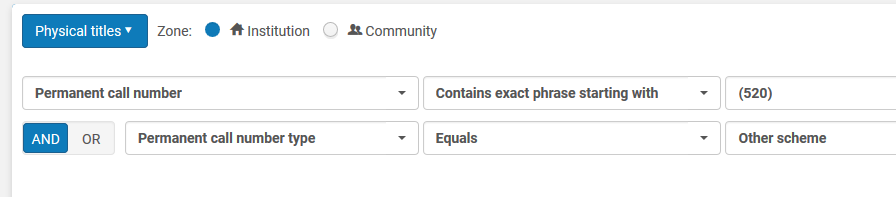 Physical titles Zone: Institution Community
Permanent call number Contains exact phrase starting with (520)
AND OR Permanent call number type Equals Other scheme